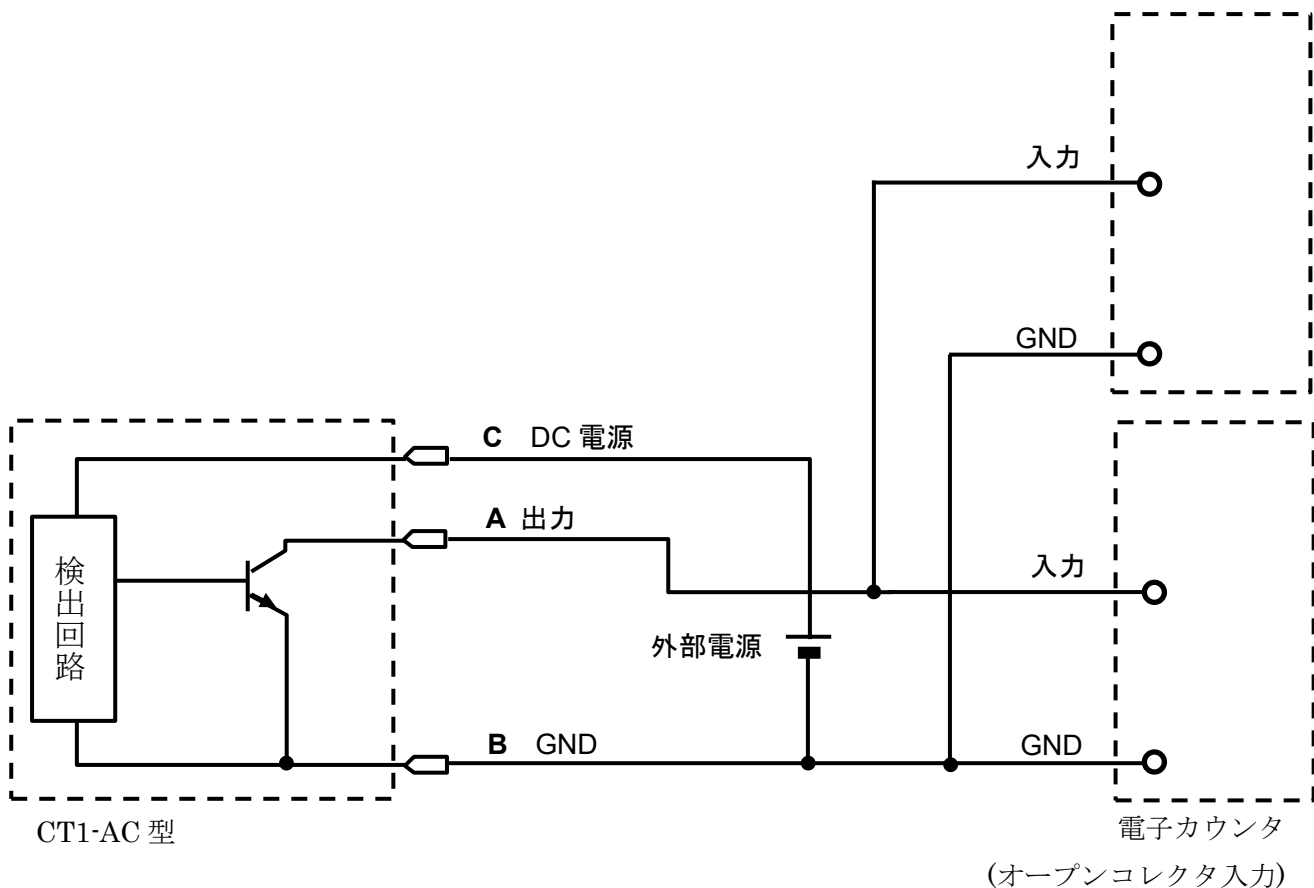 入力
GND
C DC 電源
A 出力
検出回路
入力
外部電源
B GND
GND
CT1-AC 型
電子カウンタ
(オープンコレクタ入力)